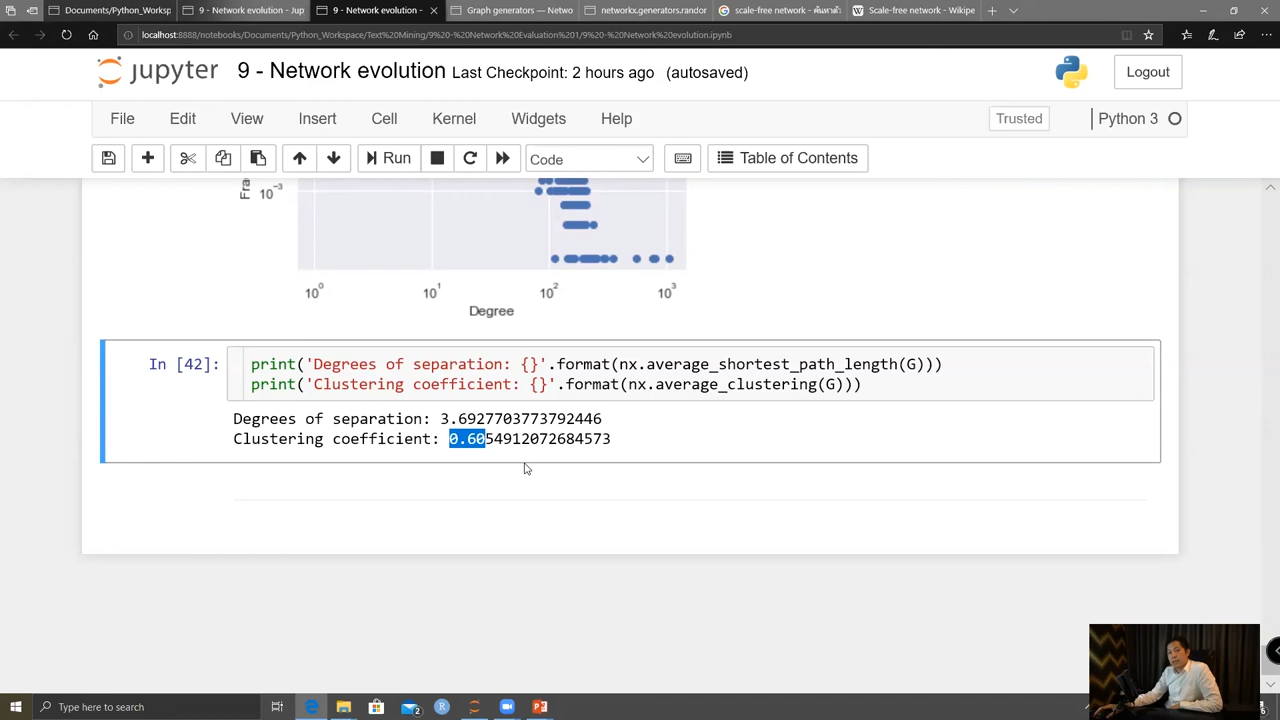 Documents/Python_Worksp
9 - Network evolution - Jup
9 - Network evolution -
Graph generators — Netwo
networkx.generators.randor
scale-free network - ค้นหาด้ว
Scale-free network - Wikipe
localhost:8888/notebooks/Documents/Python_Workspace/Text%20Mining/9%20-%20Network%20Evaluation%201/9%20-%20Network%20evolution.ipynb
jupyter 9 - Network evolution Last Checkpoint: 2 hours ago (autosaved)
Logout
File Edit View Insert Cell Kernel Widgets Help
Trusted
Python 3
Run
Code
Table of Contents
Fra
10⁻³
10⁰ 10¹ 10² 10³
Degree
In [42]:
print('Degrees of separation: {}'.format(nx.average_shortest_path_length(G)))
print('Clustering coefficient: {}'.format(nx.average_clustering(G)))
Degrees of separation: 3.6927703773792446
Clustering coefficient: 0.6054912072684573
Type here to search